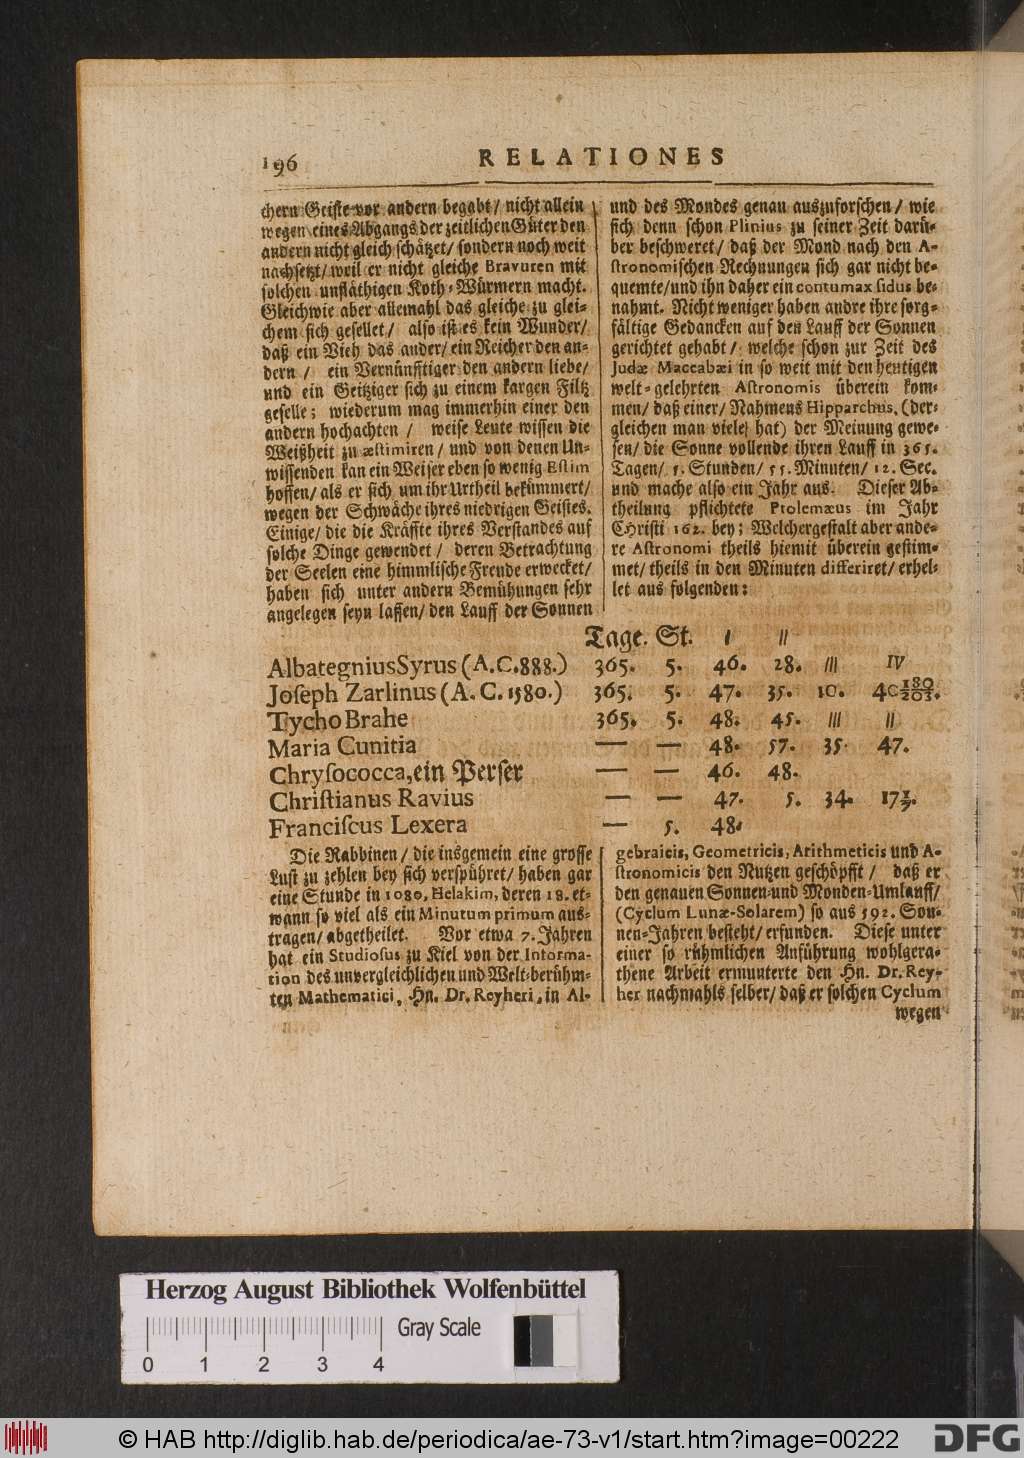 196
RELATIONES
chern Geiste vor andern begabt/ nicht allein
wegen eines Abgangs der zeitlichen Güter den
andern nicht gleich schätzet/ sondern noch weit
nachsetzt/ weil er nicht gleiche Bravuren mit
solchen unfläthigen Koth-Würmern macht.
Gleichwie aber allemahl das gleiche zu glei-
chem sich gesellet/ also ist es kein Wunder/
daß ein Vieh das ander/ ein Reicher den an-
dern / ein Vernünfftiger den andern liebe/
und ein Geitziger sich zu einem kargen Filtz
geselle; wiederum mag immerhin einer den
andern hochachten / weise Leute wissen die
Weißheit zu æstimiren/ und von denen Un-
wissenden kan ein Weiser eben so wenig Estim
hoffen/ als er sich um ihr Urtheil bekümmert/
wegen der Schwäche ihres niedrigen Geistes.
Einige/ die die Kräffte ihres Verstandes auf
solche Dinge gewendet / deren Betrachtung
der Seelen eine himmlische Freude erwecket/
haben sich unter andern Bemühungen sehr
angelegen seyn lassen/ den Lauff der Sonnen
und des Mondes genau auszuforschen/ wie
sich denn schon Plinius zu seiner Zeit darü-
ber beschweret/ daß der Mond nach den A-
stronomischen Rechnungen sich gar nicht be-
quemte/ und ihn daher ein contumax sidus be-
nahmt. Nicht weniger haben andre ihre sorg-
fältige Gedancken auf den Lauff der Sonnen
gerichtet gehabt/ welche schon zur Zeit des
Judæ Maccabæi in so weit mit den heutigen
welt-gelehrten Astronomis überein kom-
men/ daß einer/ Nahmens Hipparchus, (der-
gleichen man viele hat) der Meinung gewe-
sen/ die Sonne vollende ihren Lauff in 365.
Tagen/ 5. Stunden/ 55. Minuten/ 12. Sec.
und mache also ein Jahr aus. Dieser Ab-
theilung pflichtete Ptolemæus im Jahr
Christi 162. bey; Welchergestalt aber ande-
re Astronomi theils hiemit überein gestim-
met/ theils in den Minuten differiret/ erhel-
let aus folgenden:
Tage. St. / //
Albategnius Syrus (A.C.888.) 365. 5. 46. 28. /// IV
Joseph Zarlinus (A. C. 1580.) 365. 5. 47. 35. 10. 40 180/203.
Tycho Brahe 365. 5. 48. 45. /// //
Maria Cunitia — — 48. 57. 35. 47.
Chrysococca, ein Perser — — 46. 48.
Christianus Ravius — — 47. 5. 34. 17 1/7.
Franciscus Lexera — 5. 48.
Die Rabbinen/ die insgemein eine grosse
Lust zu zehlen bey sich verspühret/ haben gar
eine Stunde in 1080, Helakim, deren 18. et-
wann so viel als ein Minutum primum aus-
tragen/ abgetheilet. Vor etwa 7. Jahren
hat ein Studiosus zu Kiel von der Informa-
tion des unvergleichlichen und Welt-berühm-
ten Mathematici, Hn. Dr. Reyheri, in Al-
gebraicis, Geometricis, Arithmeticis und A-
stronomicis den Nutzen geschöpfft / daß er
den genauen Sonnen-und Monden-Umlauff/
(Cyclum Lunæ-Solarem) so aus 592. Son-
nen-Jahren besteht/ erfunden. Diese unter
einer so rühmlichen Anführung wohlgera-
thene Arbeit ermunterte den Hn. Dr. Rey-
her nachmahls selber/ daß er solchen Cyclum
wegen
Herzog August Bibliothek Wolfenbüttel
Gray Scale
0 1 2 3 4
© HAB http://diglib.hab.de/periodica/ae-73-v1/start.htm?image=00222
DFG